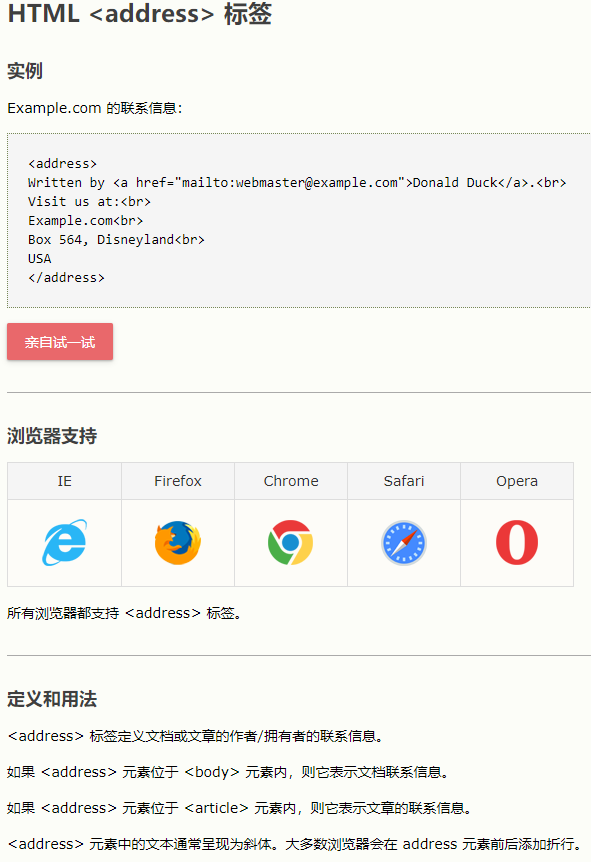 HTML <address> 标签
实例
Example.com 的联系信息：
<address>
Written by <a href="mailto:webmaster@example.com">Donald Duck</a>.<br>
Visit us at:<br>
Example.com<br>
Box 564, Disneyland<br>
USA
</address>
亲自试一试
浏览器支持
IE Firefox Chrome Safari Opera
所有浏览器都支持 <address> 标签。
定义和用法
<address> 标签定义文档或文章的作者/拥有者的联系信息。
如果 <address> 元素位于 <body> 元素内，则它表示文档联系信息。
如果 <address> 元素位于 <article> 元素内，则它表示文章的联系信息。
<address> 元素中的文本通常呈现为斜体。大多数浏览器会在 address 元素前后添加折行。